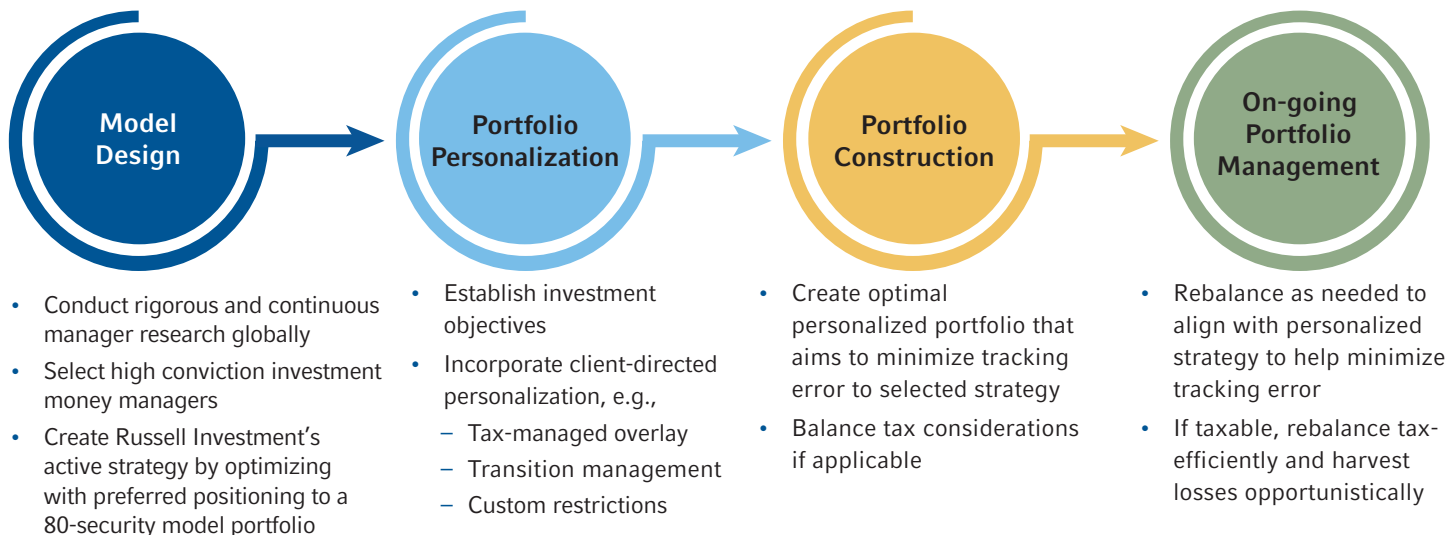 Model
Design
Portfolio
Personalization
Portfolio
Construction
On-going
Portfolio
Management
• Conduct rigorous and continuous
manager research globally
• Select high conviction investment
money managers
• Create Russell Investment's
active strategy by optimizing
with preferred positioning to a
80-security model portfolio
• Establish investment
objectives
• Incorporate client-directed
personalization, e.g.,
– Tax-managed overlay
– Transition management
– Custom restrictions
• Create optimal
personalized portfolio that
aims to minimize tracking
error to selected strategy
• Balance tax considerations
if applicable
• Rebalance as needed to
align with personalized
strategy to help minimize
tracking error
• If taxable, rebalance tax-
efficiently and harvest
losses opportunistically